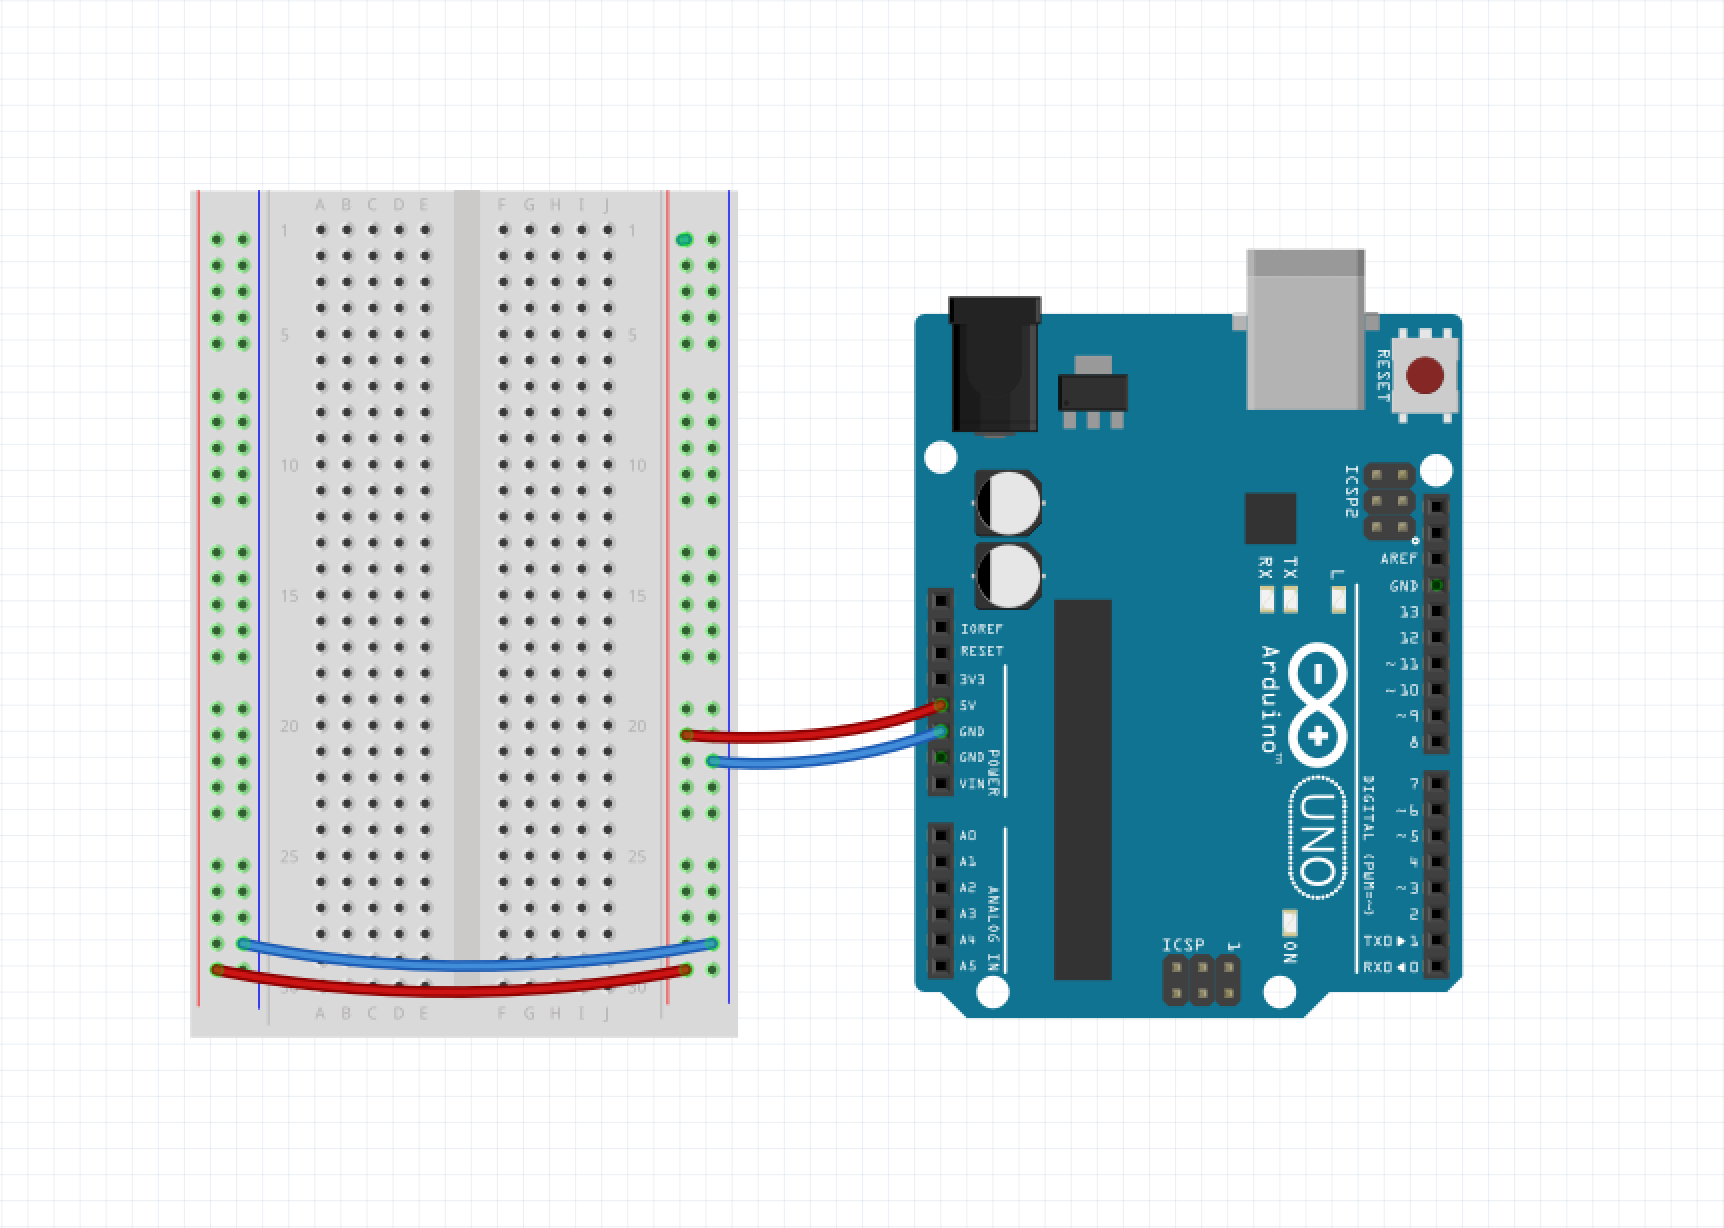 A B C D E F G H I J
1 1
5 5
10 10
15 15
20 20
25 25
30 30
A B C D E F G H I J
RESET
ICSP2
AREF
GND
13
12
~11
~10
~9
8
7
~6
~5
4
~3
2
TX0▶1
RX0◀0
DIGITAL (PWM=~)
RX TX L
IOREF
RESET
3V3
5V
GND
GND
VIN
POWER
A0
A1
A2
A3
A4
A5
ANALOG IN
Arduino™
UNO
ON
ICSP 1